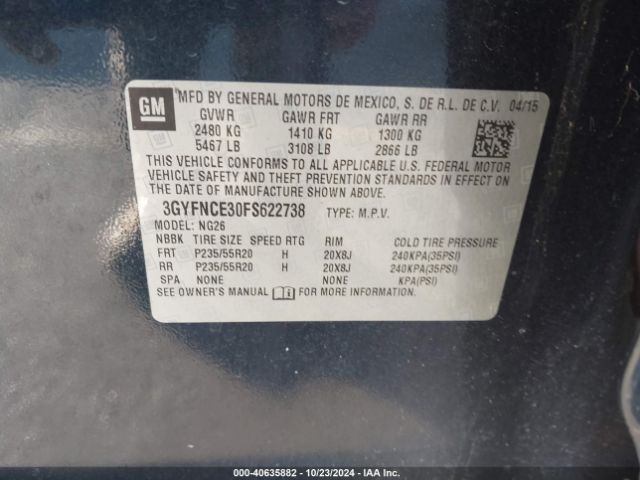 GM
MFD BY GENERAL MOTORS DE MEXICO, S. DE R.L. DE C.V. 04/15
GVWR GAWR FRT GAWR RR
2480 KG 1410 KG 1300 KG
5467 LB 3108 LB 2866 LB
THIS VEHICLE CONFORMS TO ALL APPLICABLE U.S. FEDERAL MOTOR
VEHICLE SAFETY AND THEFT PREVENTION STANDARDS IN EFFECT ON
THE DATE OF MANUFACTURE SHOWN ABOVE.
3GYFNCE30FS622738 TYPE: M.P.V.
MODEL: NG26
NBBK TIRE SIZE SPEED RTG RIM COLD TIRE PRESSURE
FRT P235/55R20 H 20X8J 240KPA(35PSI)
RR P235/55R20 H 20X8J 240KPA(35PSI)
SPA NONE NONE KPA(PSI)
SEE OWNER'S MANUAL FOR MORE INFORMATION.
000-40635882 - 10/23/2024 - IAA Inc.